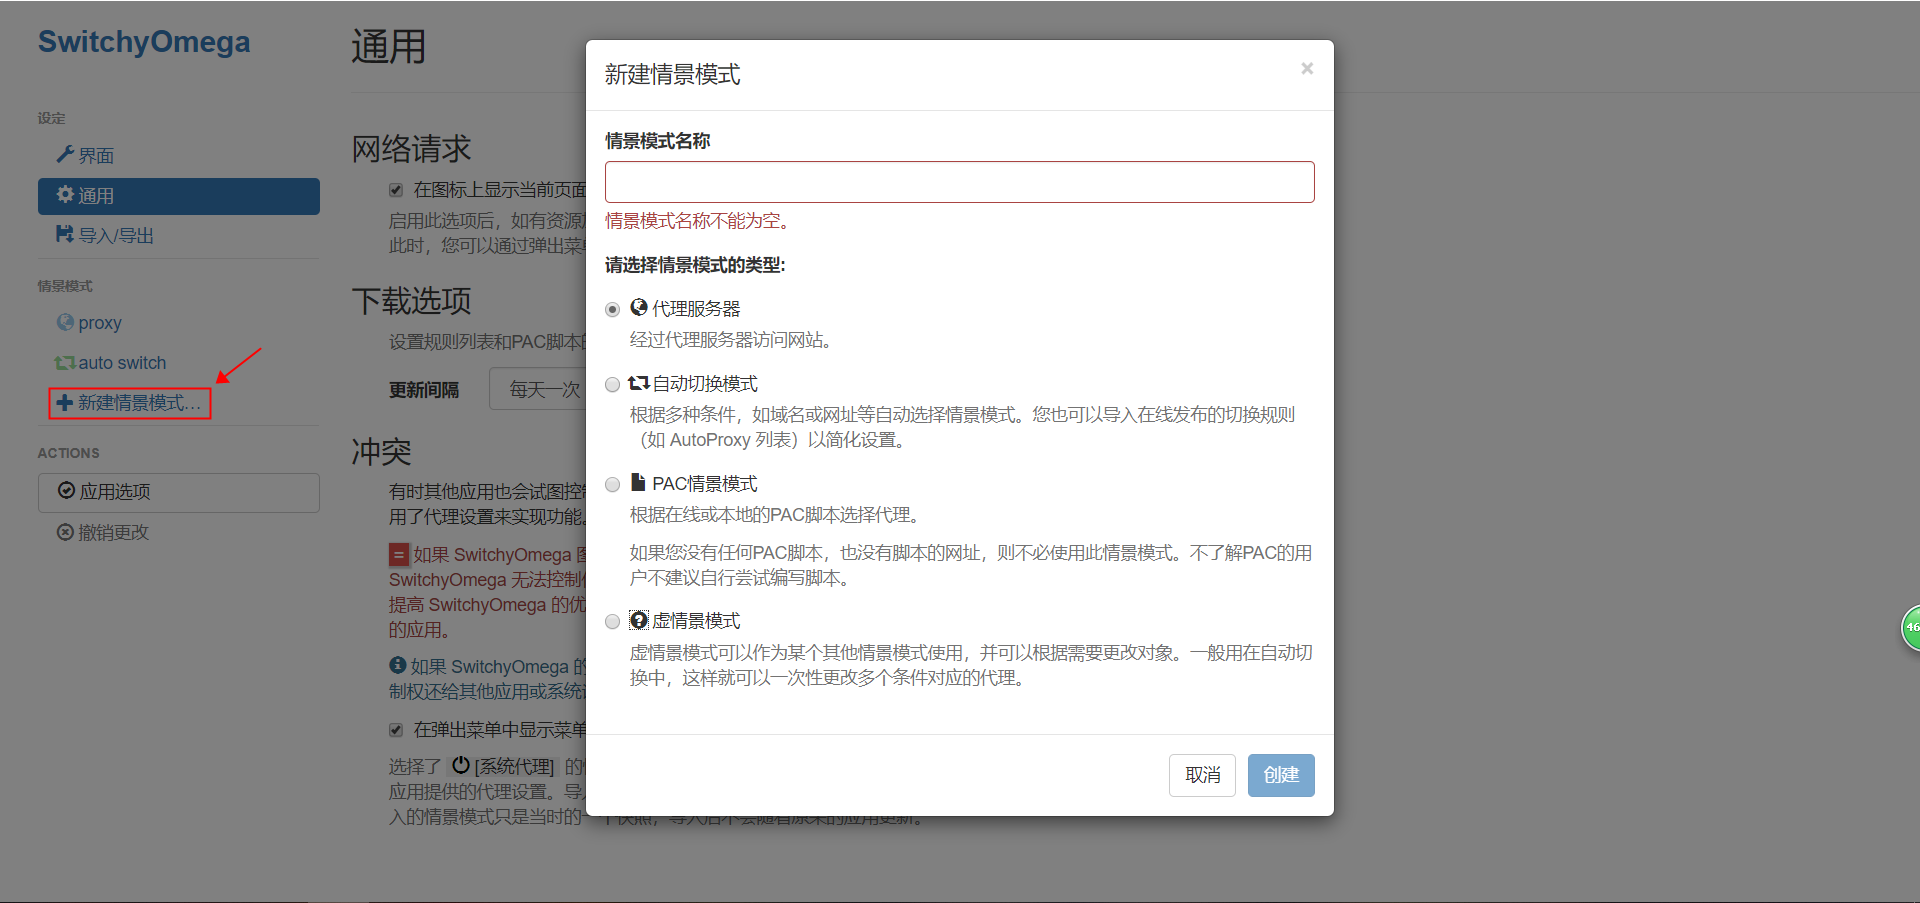 SwitchyOmega
设定
界面
通用
导入/导出
情景模式
proxy
auto switch
新建情景模式...
ACTIONS
应用选项
撤销更改
通用
网络请求
在图标上显示当前页面
启用此选项后，如有资源
此时，您可以通过弹出菜
下载选项
设置规则列表和PAC脚本
更新间隔
每天一次
冲突
有时其他应用也会试图控制
用了代理设置来实现功能。
如果 SwitchyOmega
SwitchyOmega 无法控制
提高 SwitchyOmega 的优
的应用。
如果 SwitchyOmega 的
制权还给其他应用或系统
在弹出菜单中显示菜单
选择了 [系统代理] 的
应用提供的代理设置。导
入的情景模式只是当时的一个快照，导入后不会随着原来的应用更新。
新建情景模式
×
情景模式名称
情景模式名称不能为空。
请选择情景模式的类型:
代理服务器
经过代理服务器访问网站。
自动切换模式
根据多种条件，如域名或网址等自动选择情景模式。您也可以导入在线发布的切换规则
（如 AutoProxy 列表）以简化设置。
PAC情景模式
根据在线或本地的PAC脚本选择代理。
如果您没有任何PAC脚本，也没有脚本的网址，则不必使用此情景模式。不了解PAC的用
户不建议自行尝试编写脚本。
虚情景模式
虚情景模式可以作为某个其他情景模式使用，并可以根据需要更改对象。一般用在自动切
换中，这样就可以一次性更改多个条件对应的代理。
取消
创建
46